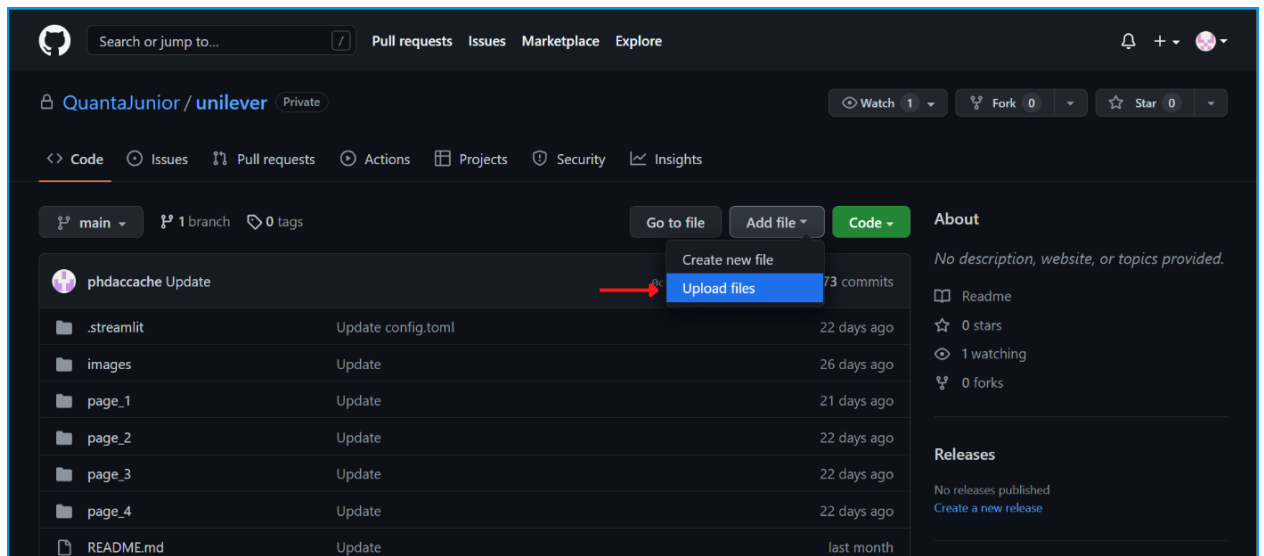 Search or jump to... /
Pull requests Issues Marketplace Explore
QuantaJunior / unilever Private
Watch 1 Fork 0 Star 0
Code Issues Pull requests Actions Projects Security Insights
main 1 branch 0 tags
Go to file Add file Code
Create new file
Upload files
phdaccache Update 73 commits
.streamlit Update config.toml 22 days ago
images Update 26 days ago
page_1 Update 21 days ago
page_2 Update 22 days ago
page_3 Update 22 days ago
page_4 Update 22 days ago
README.md Update last month
About
No description, website, or topics provided.
Readme
0 stars
1 watching
0 forks
Releases
No releases published
Create a new release